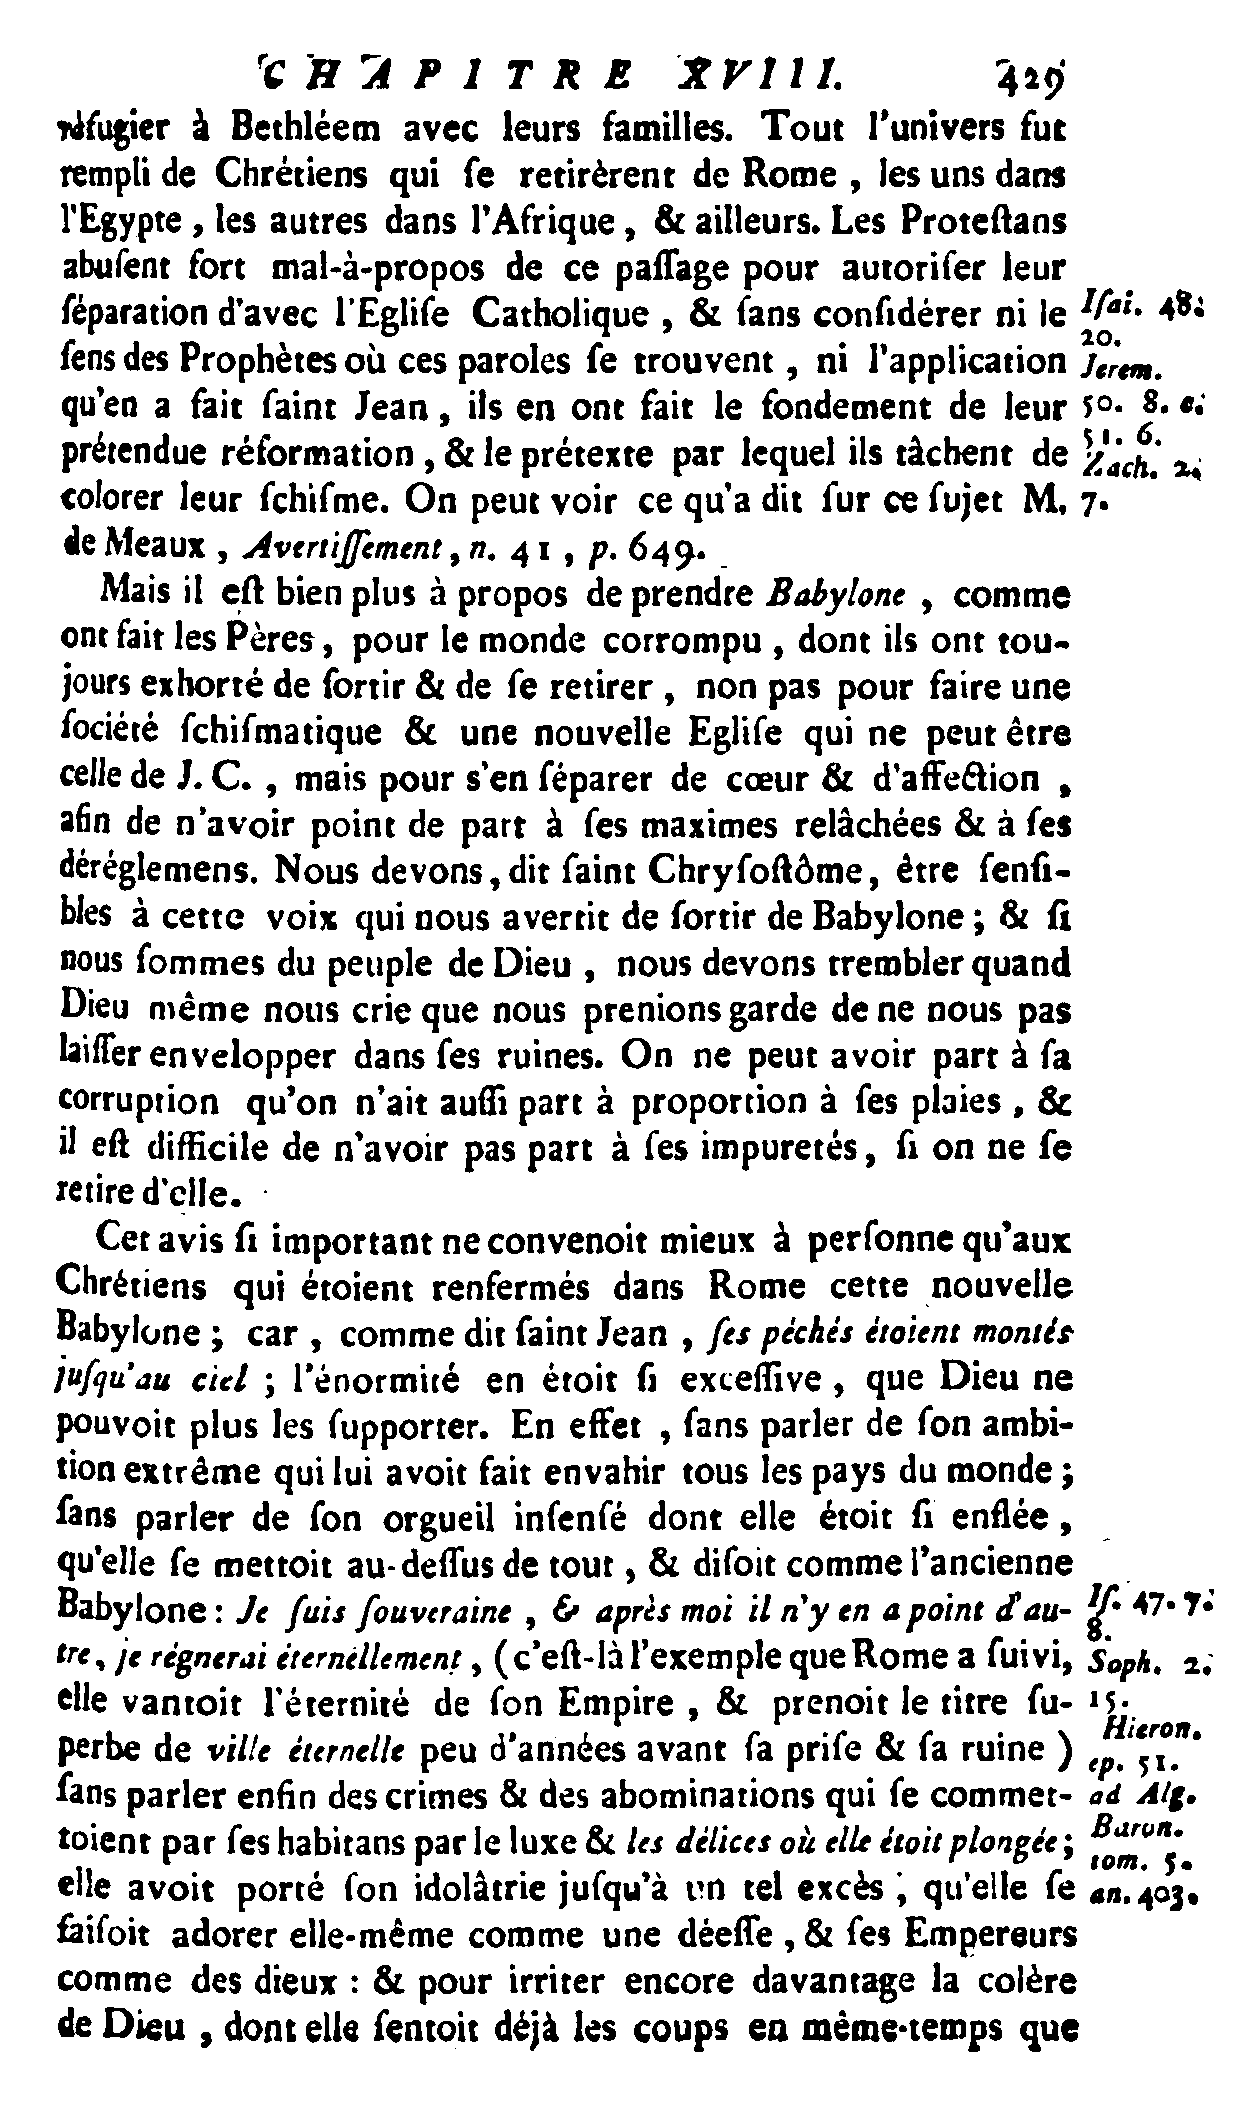 CHAPITRE XVIII. 429
réfugier à Bethléem avec leurs familles. Tout l'univers fut
rempli de Chrétiens qui ſe retirèrent de Rome, les uns dans
l'Egypte, les autres dans l'Afrique, & ailleurs. Les Proteſtans
abuſent fort mal-à-propos de ce paſſage pour autoriſer leur
ſéparation d'avec l'Egliſe Catholique, & ſans conſidérer ni le
ſens des Prophètes où ces paroles ſe trouvent, ni l'application
qu'en a fait ſaint Jean, ils en ont fait le fondement de leur
prétendue réformation, & le prétexte par lequel ils tâchent de
colorer leur ſchiſme. On peut voir ce qu'a dit ſur ce ſujet M.
de Meaux, Avertiſſement, n. 41, p. 649.
Iſai. 48.
20.
Jerem.
50. 8. &
51. 6.
Zach. 2.
7.
Mais il eſt bien plus à propos de prendre Babylone, comme
ont fait les Pères, pour le monde corrompu, dont ils ont tou-
jours exhorté de ſortir & de ſe retirer, non pas pour faire une
ſociété ſchiſmatique & une nouvelle Egliſe qui ne peut être
celle de J. C., mais pour s'en ſéparer de cœur & d'affection,
afin de n'avoir point de part à ſes maximes relâchées & à ſes
déréglemens. Nous devons, dit ſaint Chryſoſtôme, être ſenſi-
bles à cette voix qui nous avertit de ſortir de Babylone; & ſi
nous ſommes du peuple de Dieu, nous devons trembler quand
Dieu même nous crie que nous prenions garde de ne nous pas
laiſſer envelopper dans ſes ruines. On ne peut avoir part à ſa
corruption qu'on n'ait auſſi part à proportion à ſes plaies, &
il eſt difficile de n'avoir pas part à ſes impuretés, ſi on ne ſe
retire d'elle.
Cet avis ſi important ne convenoit mieux à perſonne qu'aux
Chrétiens qui étoient renfermés dans Rome cette nouvelle
Babylone; car, comme dit ſaint Jean, ſes péchés étoient montés
juſqu'au ciel; l'énormité en étoit ſi exceſſive, que Dieu ne
pouvoit plus les ſupporter. En effet, ſans parler de ſon ambi-
tion extrême qui lui avoit fait envahir tous les pays du monde;
ſans parler de ſon orgueil inſenſé dont elle étoit ſi enflée,
qu'elle ſe mettoit au-deſſus de tout, & diſoit comme l'ancienne
Babylone: Je ſuis ſouveraine, & après moi il n'y en a point d'au-
tre, je régnerai éternellement, (c'eſt-là l'exemple que Rome a ſuivi,
elle vantoit l'éternité de ſon Empire, & prenoit le titre ſu-
perbe de ville éternelle peu d'années avant ſa priſe & ſa ruine)
ſans parler enfin des crimes & des abominations qui ſe commet-
toient par ſes habitans par le luxe & les délices où elle étoit plongée;
elle avoit porté ſon idolâtrie juſqu'à un tel excès, qu'elle ſe
faiſoit adorer elle-même comme une déeſſe, & ſes Empereurs
comme des dieux: & pour irriter encore davantage la colère
de Dieu, dont elle ſentoit déjà les coups en même-temps que
Iſ. 47. 7.
8.
Soph. 2.
15.
Hieron.
ep. 51.
ad Alg.
Baron.
tom. 5.
an. 403.